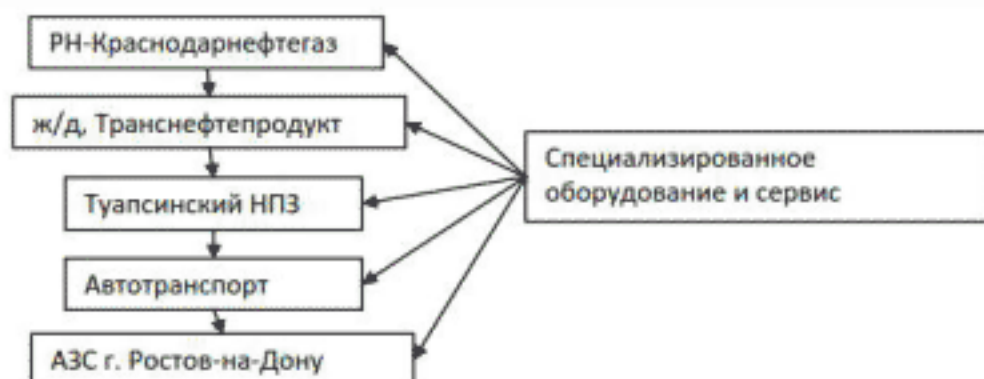 РН-Краснодарнефтегаз
ж/д, Транснефтепродукт
Туапсинский НПЗ
Автотранспорт
АЗС г. Ростов-на-Дону
Специализированное
оборудование и сервис